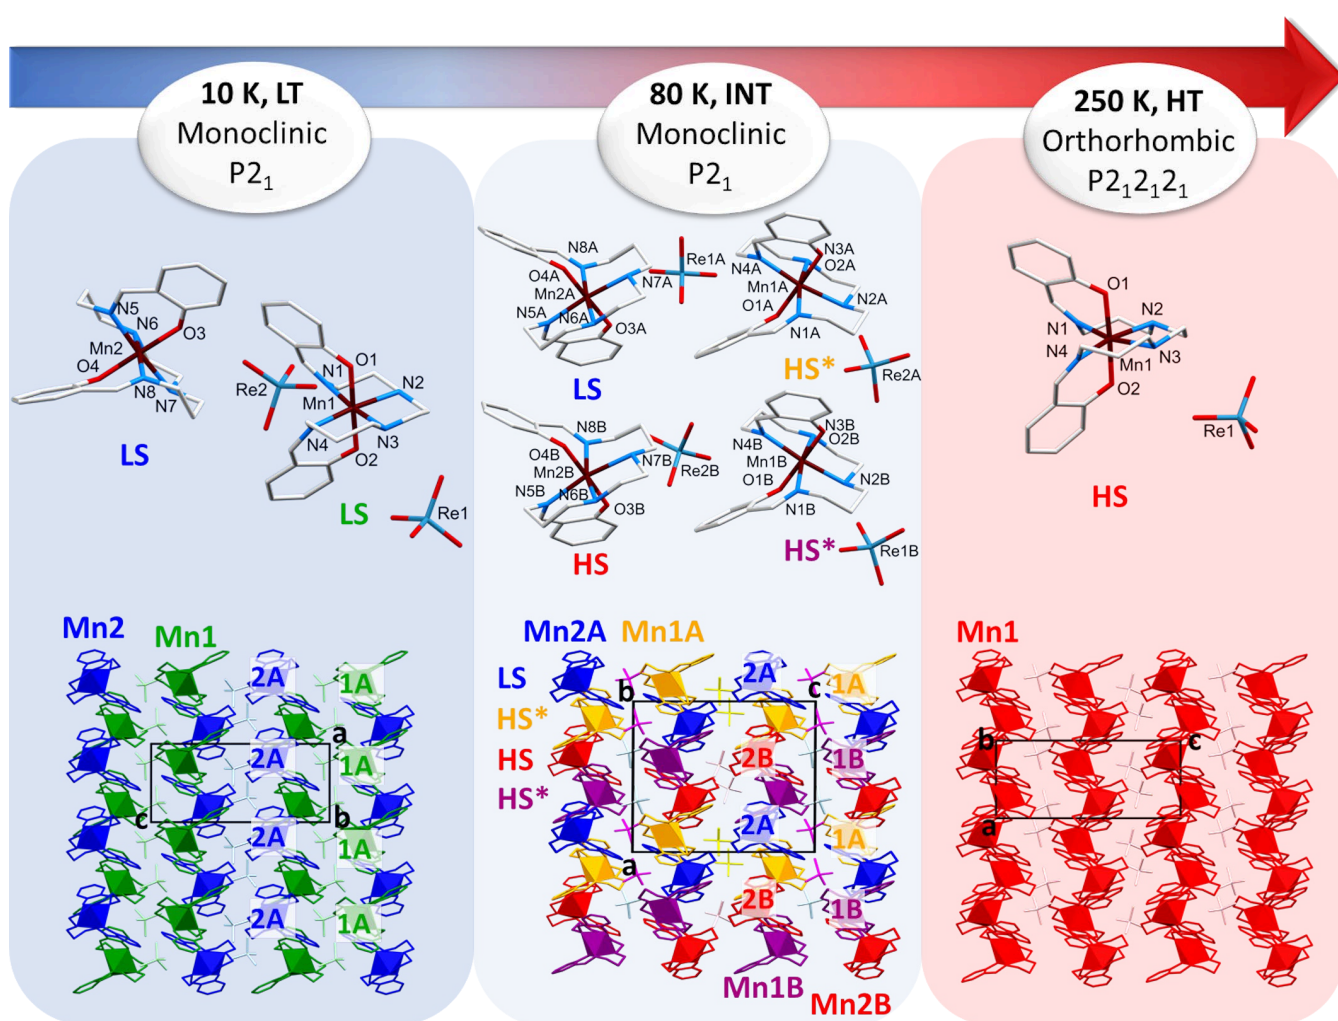 10 K, LT
Monoclinic
P2₁
80 K, INT
Monoclinic
P2₁
250 K, HT
Orthorhombic
P2₁2₁2₁
N5
N6
O3
Mn2
O4
N8
N7
LS
O1
N1
N2
Re2
Mn1
N4
N3
O2
LS
Re1
N8A
Re1A
O4A
N7A
Mn2A
N5A
N6A
O3A
LS
N3A
N4A
O2A
Mn1A
O1A
N2A
N1A
HS*
Re2A
N8B
O4B
N7B
Mn2B
Re2B
N5B
N6B
O3B
HS
N3B
N4B
O2B
Mn1B
O1B
N2B
N1B
HS*
Re1B
O1
N1
N2
N4
Mn1
N3
O2
Re1
HS
Mn2
Mn1
2A
1A
a
2A
1A
c
b
2A
1A
2A
1A
Mn2A
Mn1A
LS
HS*
HS
HS*
b
2A
c
1A
2B
1B
2A
1A
a
2B
1B
Mn1B
Mn2B
Mn1
b
c
a